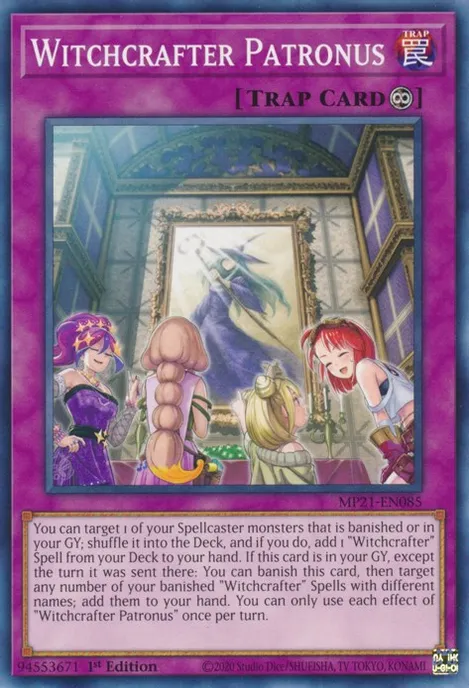 WITCHCRAFTER PATRONUS
TRAP
罠
[TRAP CARD]
MP21-EN085
You can target 1 of your Spellcaster monsters that is banished or in
your GY; shuffle it into the Deck, and if you do, add 1 "Witchcrafter"
Spell from your Deck to your hand. If this card is in your GY, except
the turn it was sent there: You can banish this card, then target
any number of your banished "Witchcrafter" Spells with different
names; add them to your hand. You can only use each effect of
"Witchcrafter Patronus" once per turn.
94553671 1st Edition ©2020 Studio Dice/SHUEISHA, TV TOKYO, KONAMI